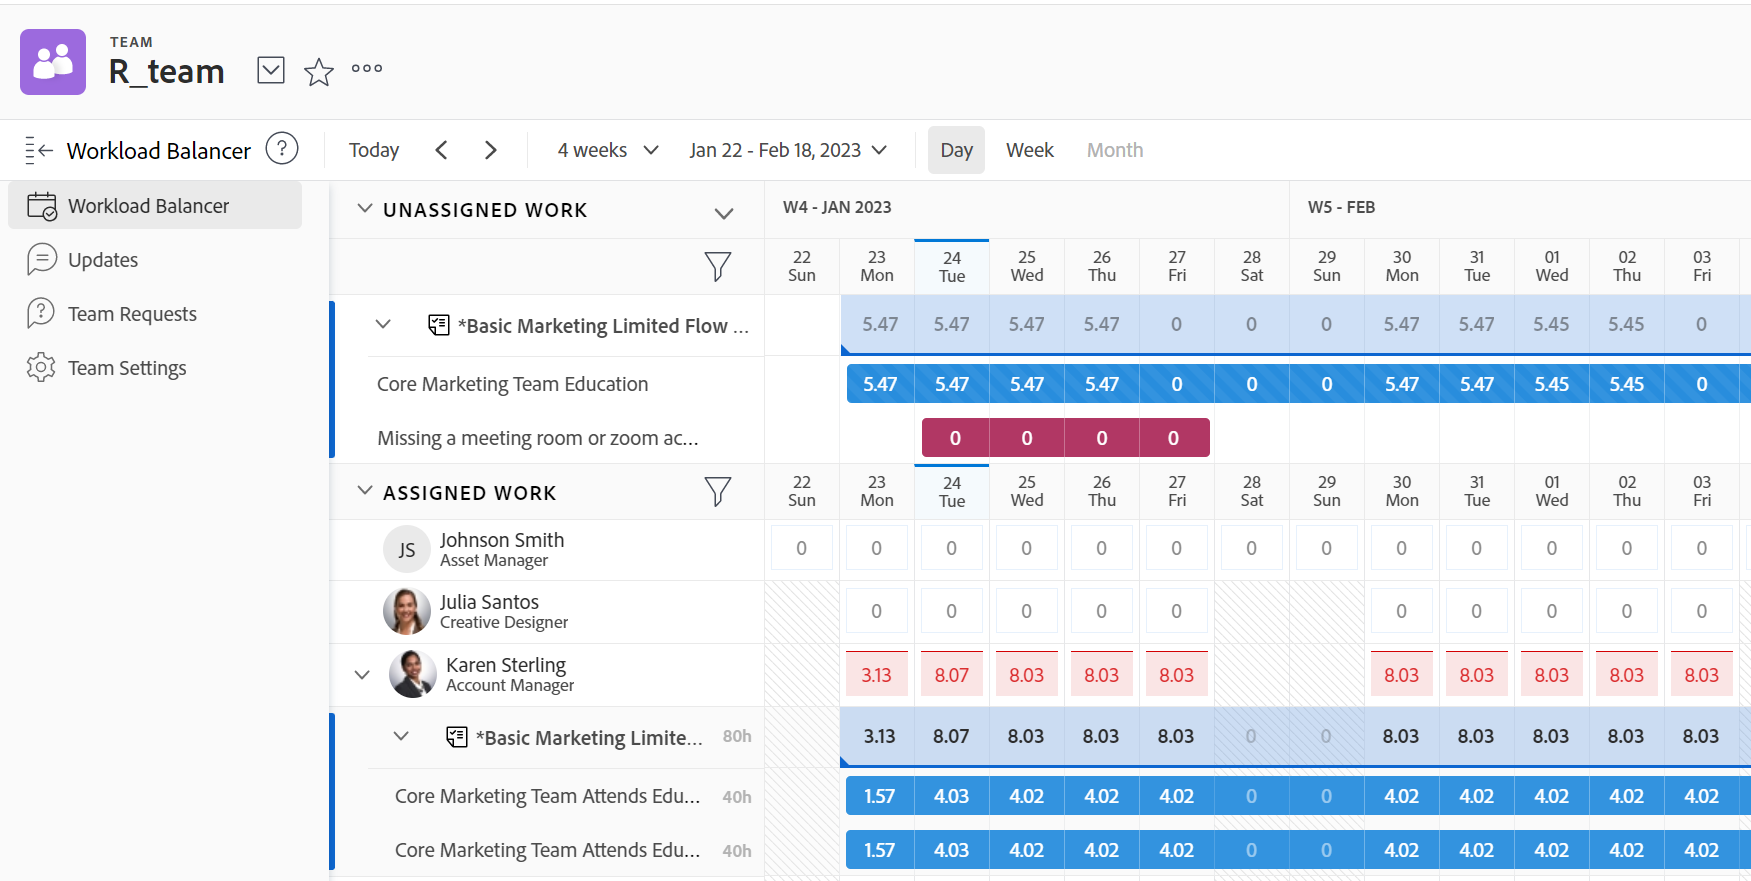 TEAM
R_team
Workload Balancer ?
Today
4 weeks
Jan 22 - Feb 18, 2023
Day Week Month
Workload Balancer
Updates
Team Requests
Team Settings
UNASSIGNED WORK
W4 - JAN 2023 W5 - FEB
22 23 24 25 26 27 28 29 30 31 01 02 03
Sun Mon Tue Wed Thu Fri Sat Sun Mon Tue Wed Thu Fri
*Basic Marketing Limited Flow ... 5.47 5.47 5.47 5.47 0 0 0 5.47 5.47 5.45 5.45 0
Core Marketing Team Education 5.47 5.47 5.47 5.47 0 0 0 5.47 5.47 5.45 5.45 0
Missing a meeting room or zoom ac... 0 0 0 0
ASSIGNED WORK
22 23 24 25 26 27 28 29 30 31 01 02 03
Sun Mon Tue Wed Thu Fri Sat Sun Mon Tue Wed Thu Fri
JS Johnson Smith 0 0 0 0 0 0 0 0 0 0 0 0 0
Asset Manager
Julia Santos 0 0 0 0 0 0 0 0 0 0
Creative Designer
Karen Sterling 3.13 8.07 8.03 8.03 8.03 8.03 8.03 8.03 8.03 8.03
Account Manager
*Basic Marketing Limite... 80h 3.13 8.07 8.03 8.03 8.03 0 0 8.03 8.03 8.03 8.03 8.03
Core Marketing Team Attends Edu... 40h 1.57 4.03 4.02 4.02 4.02 0 0 4.02 4.02 4.02 4.02 4.02
Core Marketing Team Attends Edu... 40h 1.57 4.03 4.02 4.02 4.02 0 0 4.02 4.02 4.02 4.02 4.02